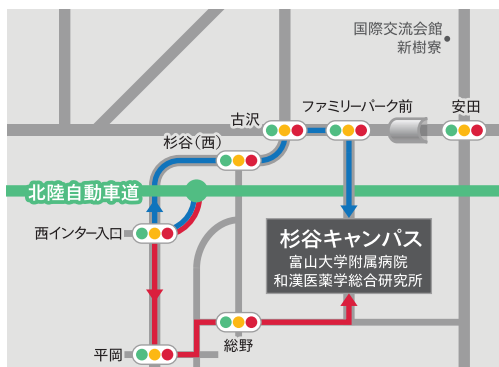 国際交流会館
新樹寮
ファミリーパーク前
安田
古沢
杉谷(西)
北陸自動車道
西インター入口
杉谷キャンパス
富山大学附属病院
和漢医薬学総合研究所
総野
平岡